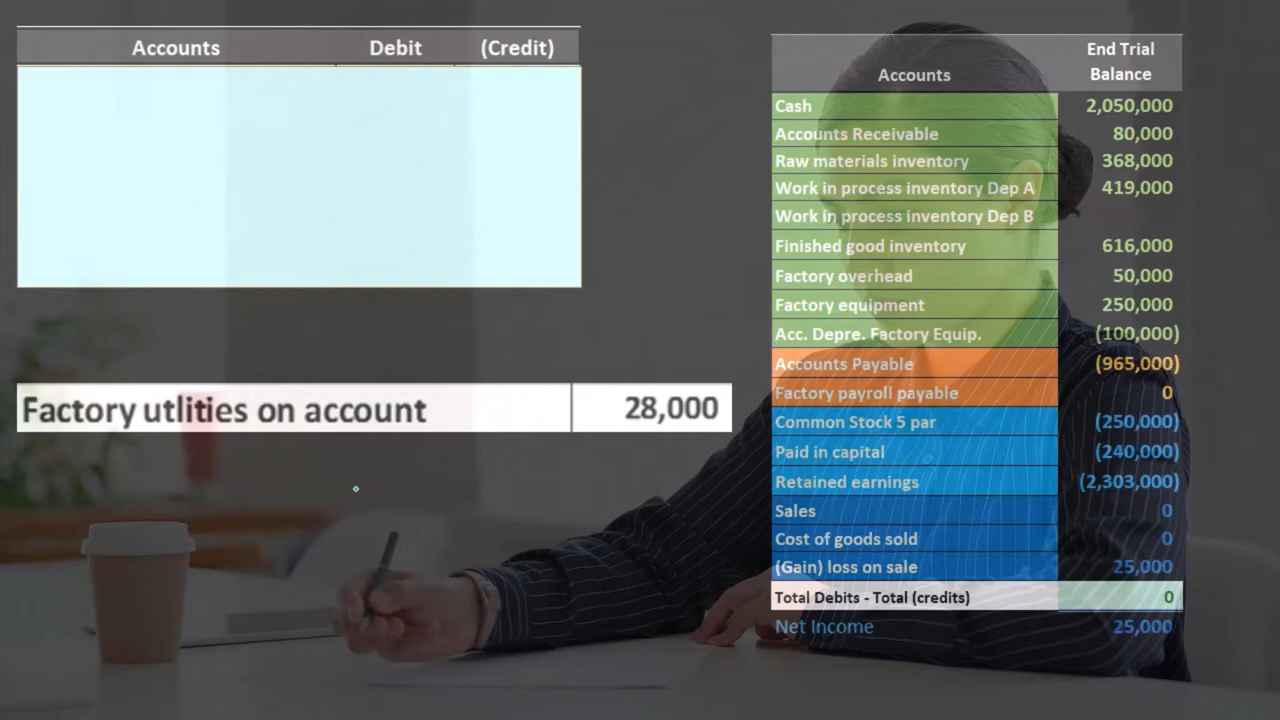 Accounts Debit (Credit)
Factory utlities on account 28,000
End Trial
Accounts Balance
Cash 2,050,000
Accounts Receivable 80,000
Raw materials inventory 368,000
Work in process inventory Dep A 419,000
Work in process inventory Dep B
Finished good inventory 616,000
Factory overhead 50,000
Factory equipment 250,000
Acc. Depre. Factory Equip. (100,000)
Accounts Payable (965,000)
Factory payroll payable 0
Common Stock 5 par (250,000)
Paid in capital (240,000)
Retained earnings (2,303,000)
Sales 0
Cost of goods sold 0
(Gain) loss on sale 25,000
Total Debits - Total (credits) 0
Net Income 25,000